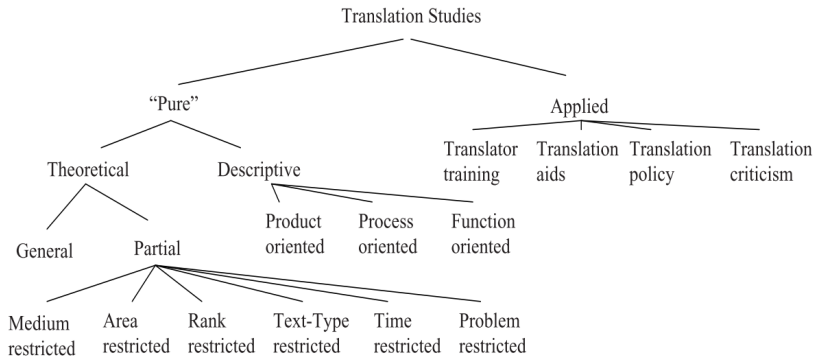 Translation Studies
“Pure”
Applied
Theoretical
Descriptive
Translator
training
Translation
aids
Translation
policy
Translation
criticism
General
Partial
Product
oriented
Process
oriented
Function
oriented
Medium
restricted
Area
restricted
Rank
restricted
Text-Type
restricted
Time
restricted
Problem
restricted